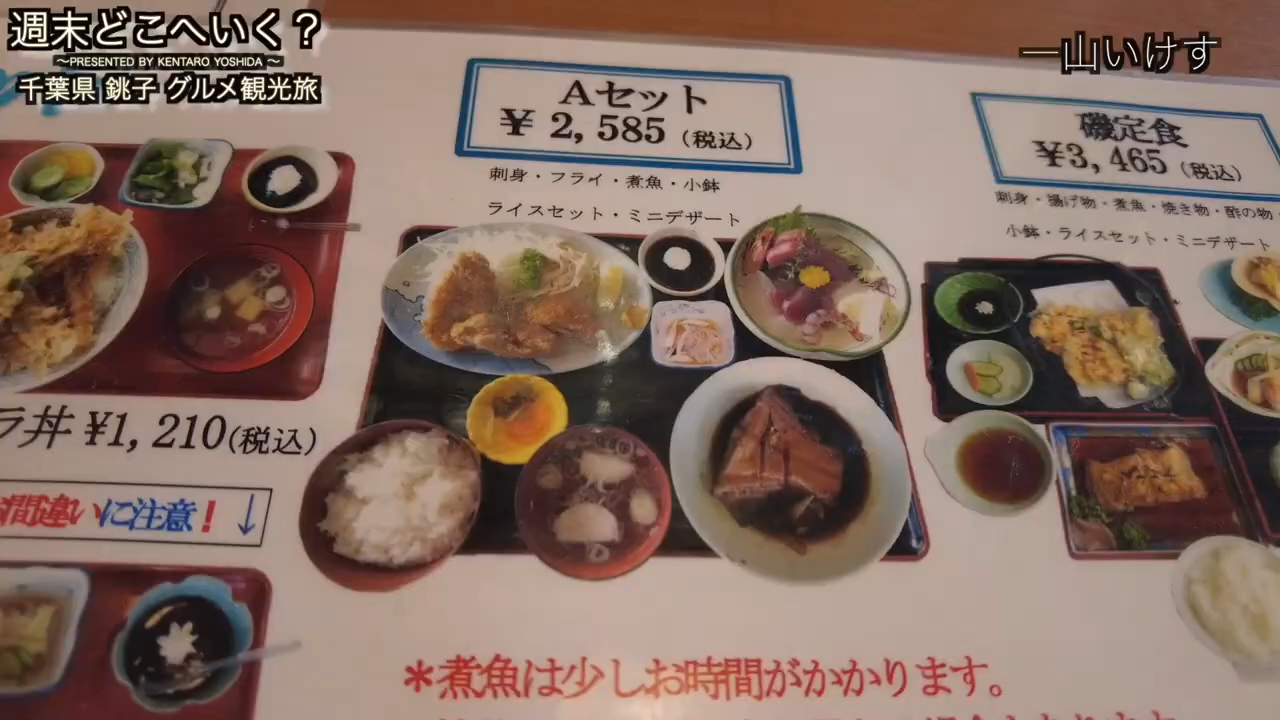 週末どこへいく？
～PRESENTED BY KENTARO YOSHIDA～
千葉県 銚子 グルメ観光旅
一山いけす
Aセット
￥2,585（税込）
刺身・フライ・煮魚・小鉢
ライスセット・ミニデザート
磯定食
￥3,465（税込）
刺身・揚げ物・煮魚・焼き物・酢の物
小鉢・ライスセット・ミニデザート
ラ丼 ¥1,210(税込)
間違いに注意！↓
＊煮魚は少しお時間がかかります。